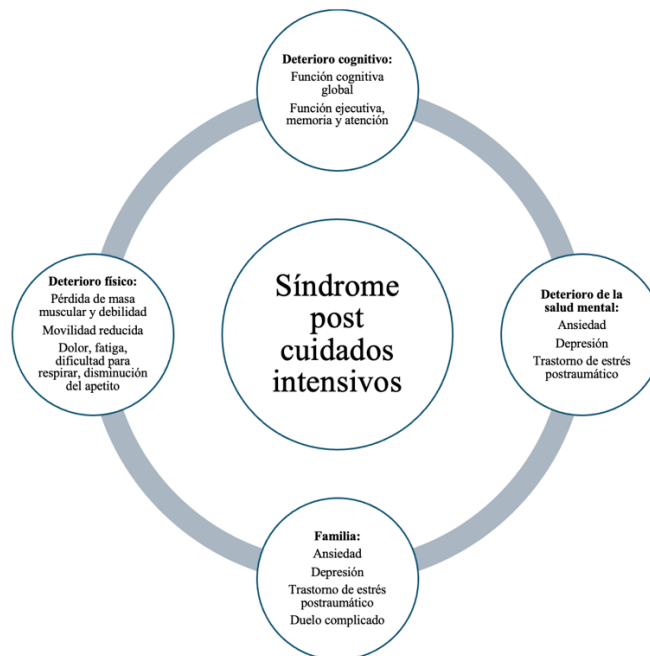 Deterioro cognitivo:
Función cognitiva
global
Función ejecutiva,
memoria y atención
Deterioro físico:
Pérdida de masa
muscular y debilidad
Movilidad reducida
Dolor, fatiga,
dificultad para
respirar, disminución
del apetito
Síndrome
post
cuidados
intensivos
Deterioro de la
salud mental:
Ansiedad
Depresión
Trastorno de estrés
postraumático
Familia:
Ansiedad
Depresión
Trastorno de estrés
postraumático
Duelo complicado